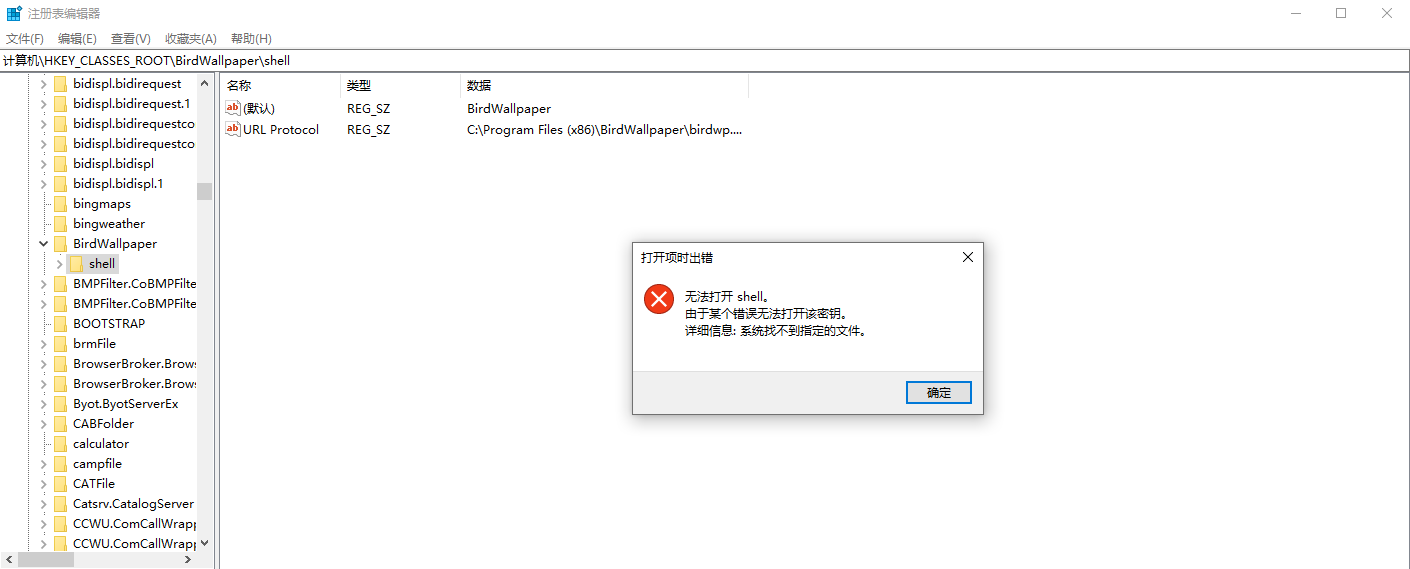 注册表编辑器
文件(F) 编辑(E) 查看(V) 收藏夹(A) 帮助(H)
计算机\HKEY_CLASSES_ROOT\BirdWallpaper\shell
bidispl.bidirequest
bidispl.bidirequest.1
bidispl.bidirequestco
bidispl.bidirequestco
bidispl.bidispl
bidispl.bidispl.1
bingmaps
bingweather
BirdWallpaper
shell
BMPFilter.CoBMPFilte
BMPFilter.CoBMPFilte
BOOTSTRAP
brmFile
BrowserBroker.Brows
BrowserBroker.Brows
Byot.ByotServerEx
CABFolder
calculator
campfile
CATFile
Catsrv.CatalogServer
CCWU.ComCallWrapp
CCWU.ComCallWrapp
名称 类型 数据
ab (默认) REG_SZ BirdWallpaper
ab URL Protocol REG_SZ C:\Program Files (x86)\BirdWallpaper\birdwp....
打开项时出错
无法打开 shell。
由于某个错误无法打开该密钥。
详细信息: 系统找不到指定的文件。
确定